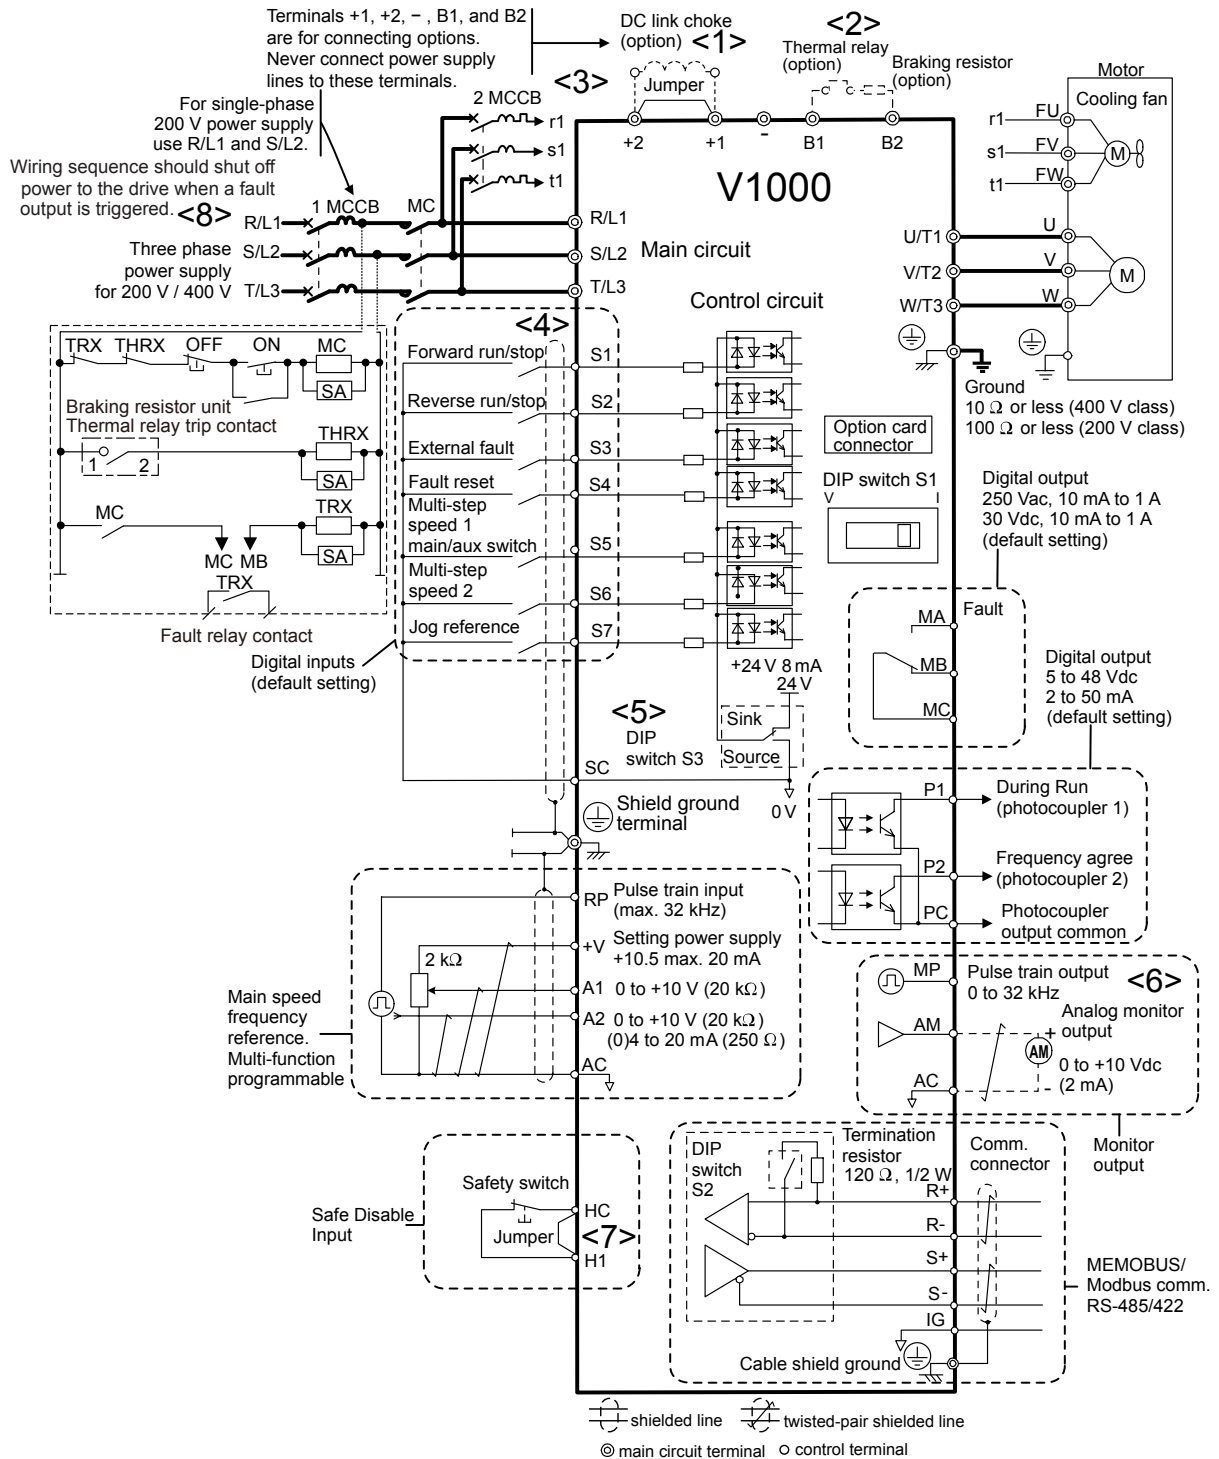 Terminals +1, +2, − , B1, and B2
are for connecting options.
Never connect power supply
lines to these terminals.
DC link choke
(option) <1>
Jumper
+2
+1
-
<2>
Thermal relay
(option)
Braking resistor
(option)
B1
B2
Motor
Cooling fan
r1
FU
s1
FV
t1
FW
M
<3>
2 MCCB
r1
s1
t1
For single-phase
200 V power supply
use R/L1 and S/L2.
Wiring sequence should shut off
power to the drive when a fault
output is triggered. <8>
1 MCCB
MC
R/L1
S/L2
T/L3
Three phase
power supply
for 200 V / 400 V
R/L1
S/L2
T/L3
V1000
Main circuit
Control circuit
U/T1
V/T2
W/T3
U
V
W
M
Ground
10 Ω or less (400 V class)
100 Ω or less (200 V class)
TRX
THRX
OFF
ON
MC
SA
Braking resistor unit
Thermal relay trip contact
1
2
THRX
SA
MC
TRX
SA
MC
MB
TRX
Fault relay contact
<4>
Forward run/stop
S1
Reverse run/stop
S2
External fault
S3
Fault reset
S4
Multi-step
speed 1
main/aux switch
S5
Multi-step
speed 2
S6
Jog reference
S7
Digital inputs
(default setting)
Option card
connector
DIP switch S1
V
I
+24 V 8 mA
24 V
Sink
Source
0 V
<5>
DIP
switch S3
SC
Shield ground
terminal
Digital output
250 Vac, 10 mA to 1 A
30 Vdc, 10 mA to 1 A
(default setting)
Fault
MA
MB
MC
Digital output
5 to 48 Vdc
2 to 50 mA
(default setting)
P1
During Run
(photocoupler 1)
P2
Frequency agree
(photocoupler 2)
PC
Photocoupler
output common
Main speed
frequency
reference.
Multi-function
programmable
2 kΩ
RP
Pulse train input
(max. 32 kHz)
+V
Setting power supply
+10.5 max. 20 mA
A1
0 to +10 V (20 kΩ)
A2
0 to +10 V (20 kΩ)
(0)4 to 20 mA (250 Ω)
AC
MP
Pulse train output
0 to 32 kHz
<6>
AM
Analog monitor
output
+
AM
0 to +10 Vdc
(2 mA)
AC
-
Monitor
output
Safe Disable
Input
Safety switch
Jumper
HC
<7>
H1
DIP
switch
S2
Termination
resistor
120 Ω, 1/2 W
Comm.
connector
R+
R-
S+
S-
IG
Cable shield ground
MEMOBUS/
Modbus comm.
RS-485/422
shielded line
twisted-pair shielded line
main circuit terminal
control terminal